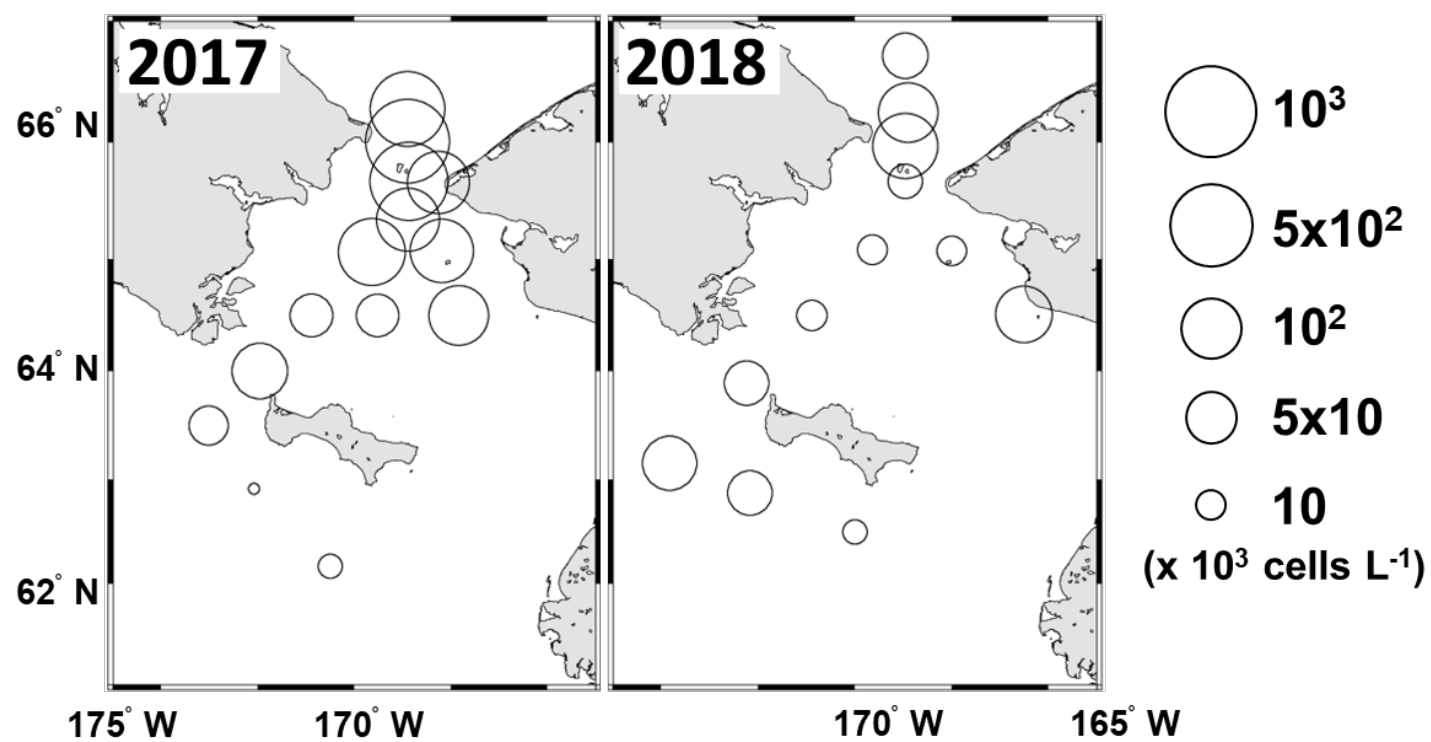 2017
2018
66° N
64° N
62° N
175° W
170° W
170° W
165° W
10³
5x10²
10²
5x10
10
(x 10³ cells L⁻¹)